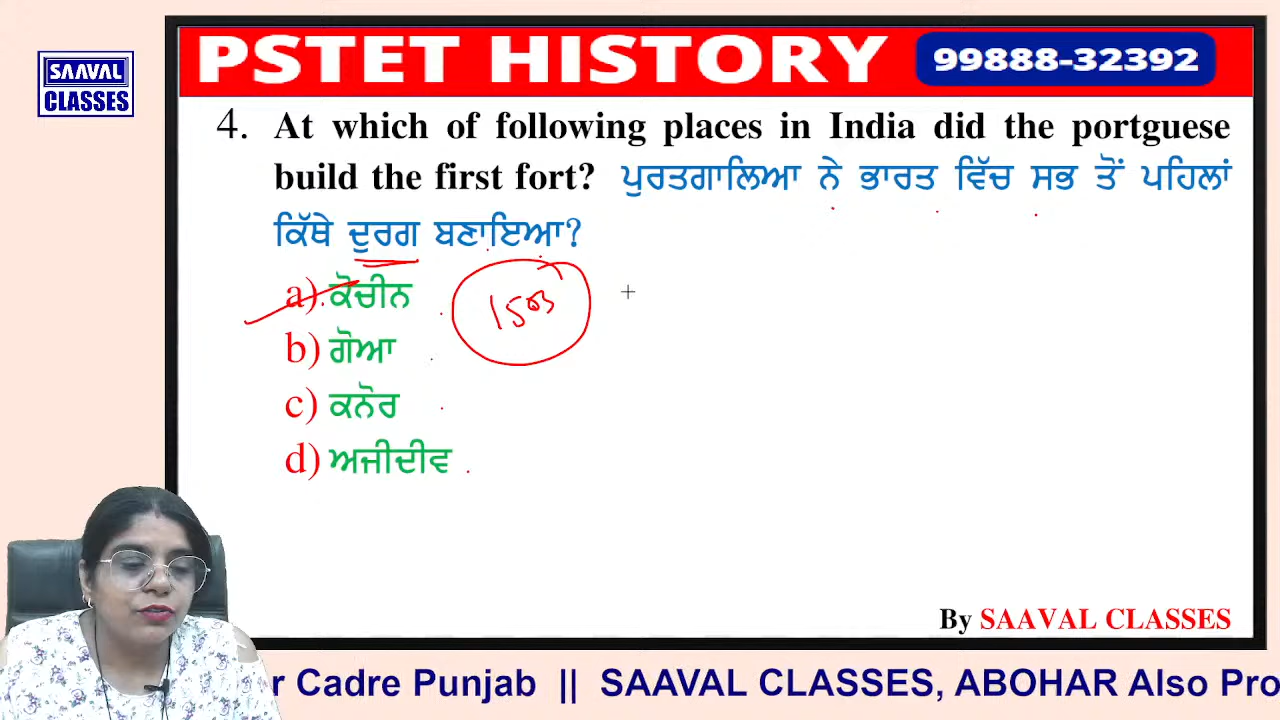 SAAVAL
CLASSES
PSTET HISTORY
99888-32392
4. At which of following places in India did the portguese
build the first fort? ਪੁਰਤਗਾਲਿਆ ਨੇ ਭਾਰਤ ਵਿੱਚ ਸਭ ਤੋਂ ਪਹਿਲਾਂ
ਕਿੱਥੇ ਦੁਰਗ ਬਣਾਇਆ?
a) ਕੋਚੀਨ
1503
b) ਗੋਆ
c) ਕਨੋਰ
d) ਅਜੀਦੀਵ
By SAAVAL CLASSES
r Cadre Punjab || SAAVAL CLASSES, ABOHAR Also Pro